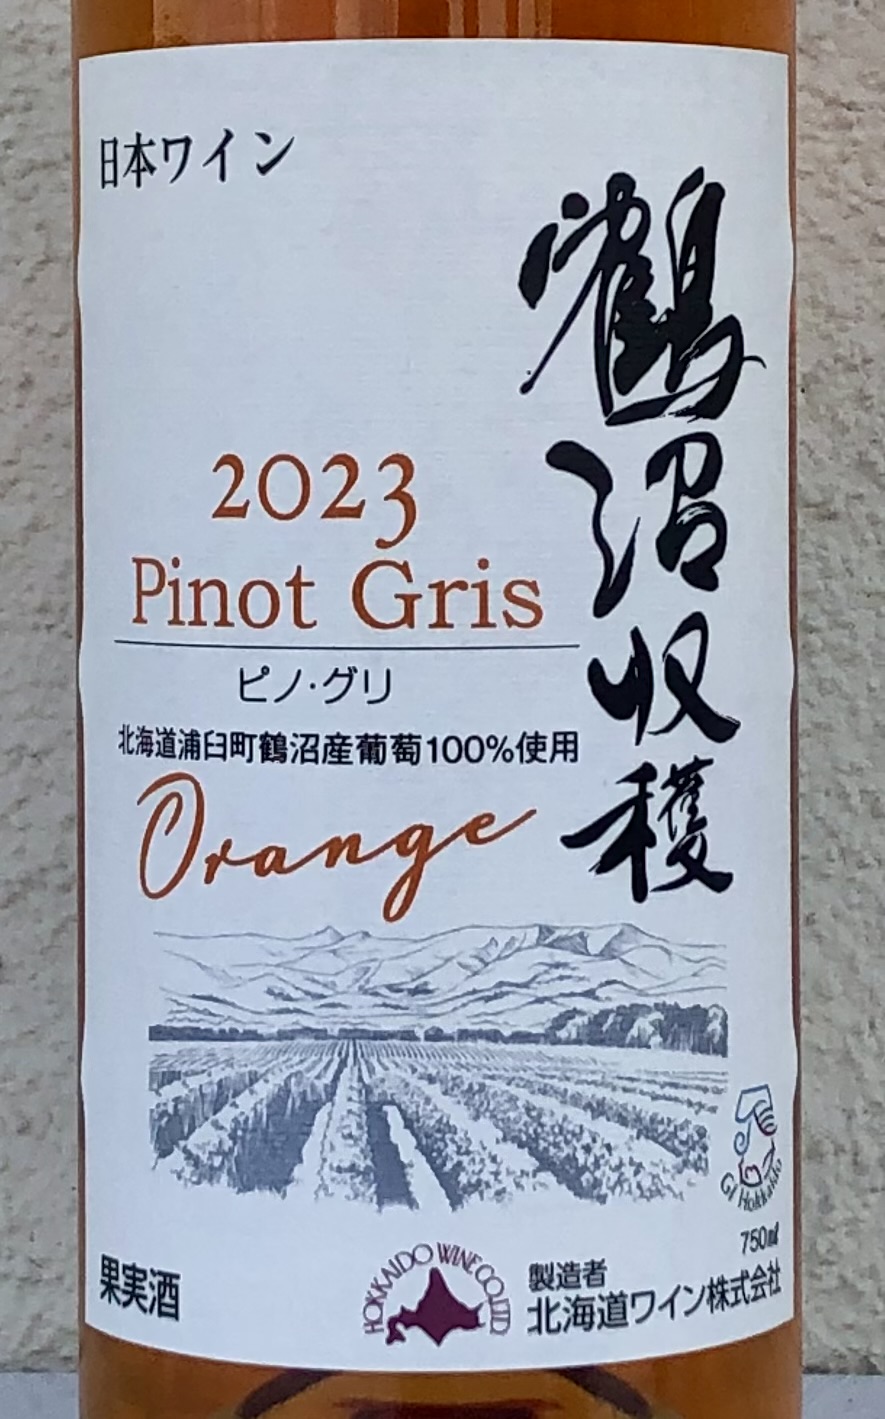 日本ワイン
鶴沼収穫
2023
Pinot Gris
ピノ・グリ
北海道浦臼町鶴沼産葡萄100%使用
Orange
GI Hokkaido
750㎖
果実酒
HOKKAIDO WINE CO.,LTD
製造者
北海道ワイン株式会社